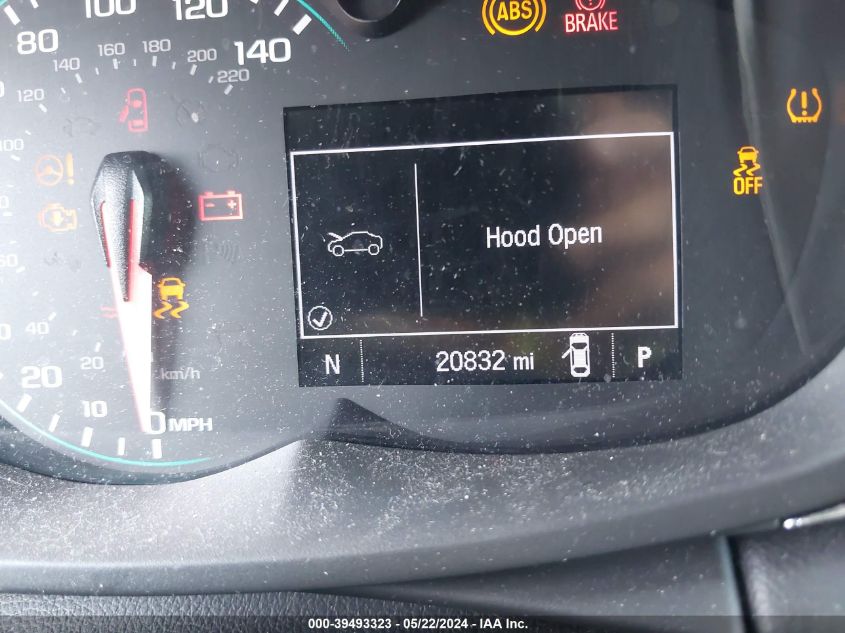 80 100 120 140
ABS
BRAKE
140 160 180 200 220
120
100
OFF
Hood Open
N 20832 mi P
40
20
km/h
20
10
0 MPH
000-39493323 - 05/22/2024 - IAA Inc.